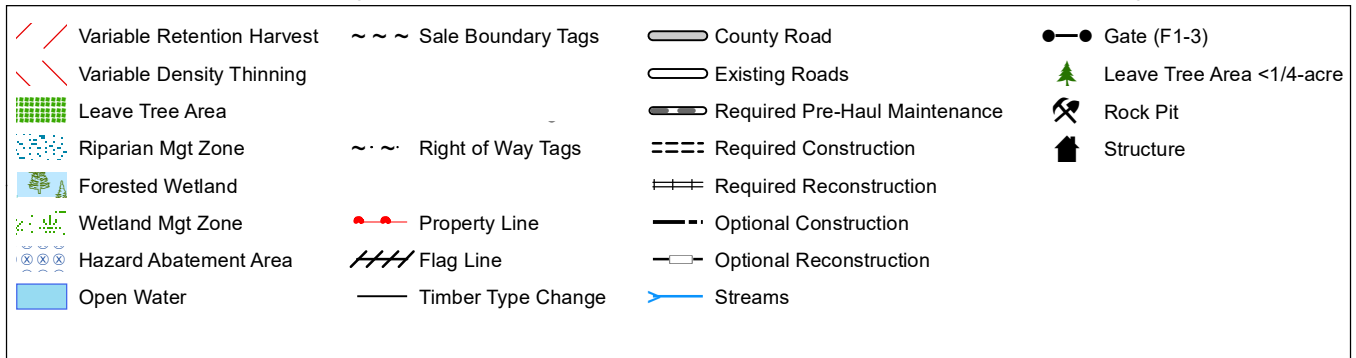 Variable Retention Harvest
Variable Density Thinning
Leave Tree Area
Riparian Mgt Zone
Forested Wetland
Wetland Mgt Zone
Hazard Abatement Area
Open Water
Sale Boundary Tags
Right of Way Tags
Property Line
Flag Line
Timber Type Change
County Road
Existing Roads
Required Pre-Haul Maintenance
Required Construction
Required Reconstruction
Optional Construction
Optional Reconstruction
Streams
Gate (F1-3)
Leave Tree Area <1/4-acre
Rock Pit
Structure